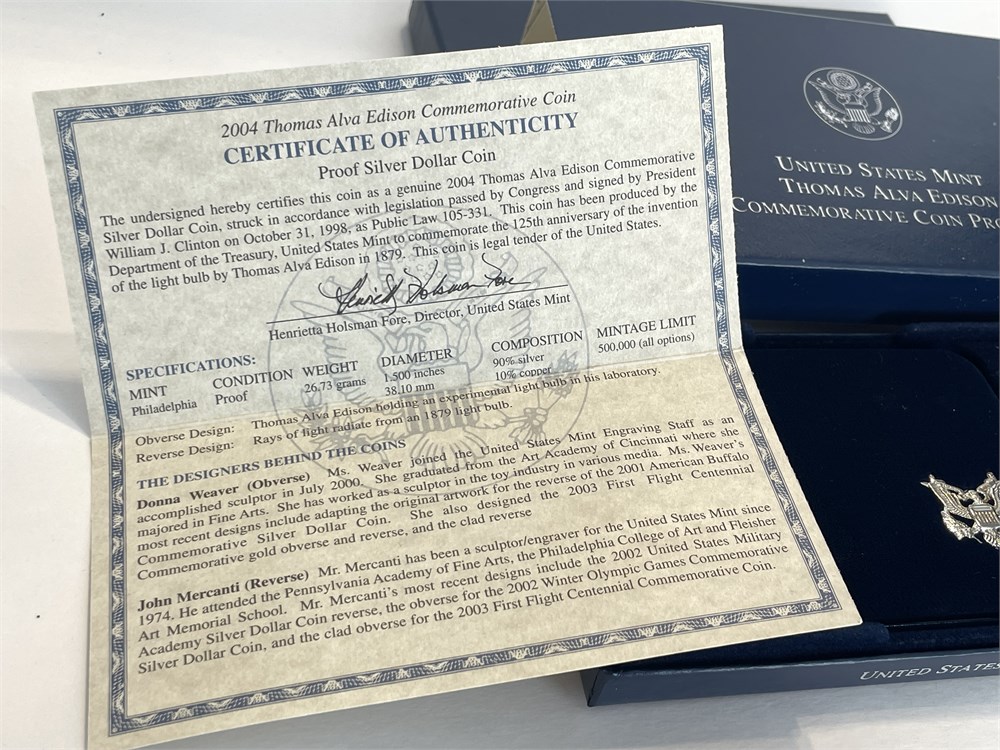 2004 Thomas Alva Edison Commemorative Coin
CERTIFICATE OF AUTHENTICITY
Proof Silver Dollar Coin
The undersigned hereby certifies this coin as a genuine 2004 Thomas Alva Edison Commemorative
Silver Dollar Coin, struck in accordance with legislation passed by Congress and signed by President
William J. Clinton on October 31, 1998, as Public Law 105-331. This coin has been produced by the
Department of the Treasury, United States Mint to commemorate the 125th anniversary of the invention
of the light bulb by Thomas Alva Edison in 1879. This coin is legal tender of the United States.
Henrietta Holsman Fore
Henrietta Holsman Fore, Director, United States Mint
SPECIFICATIONS:
MINT CONDITION WEIGHT DIAMETER COMPOSITION MINTAGE LIMIT
Philadelphia Proof 26.73 grams 1.500 inches 90% silver 500,000 (all options)
38.10 mm 10% copper
Obverse Design: Thomas Alva Edison holding an experimental light bulb in his laboratory.
Reverse Design: Rays of light radiate from an 1879 light bulb.
THE DESIGNERS BEHIND THE COINS
Donna Weaver (Obverse) Ms. Weaver joined the United States Mint Engraving Staff as an
accomplished sculptor in July 2000. She graduated from the Art Academy of Cincinnati where she
majored in Fine Arts. She has worked as a sculptor in the toy industry in various media. Ms. Weaver's
most recent designs include adapting the original artwork for the reverse of the 2001 American Buffalo
Commemorative Silver Dollar Coin. She also designed the 2003 First Flight Centennial
Commemorative gold obverse and reverse, and the clad reverse
John Mercanti (Reverse) Mr. Mercanti has been a sculptor/engraver for the United States Mint since
1974. He attended the Pennsylvania Academy of Fine Arts, the Philadelphia College of Art and Fleisher
Art Memorial School. Mr. Mercanti's most recent designs include the 2002 United States Military
Academy Silver Dollar Coin reverse, the obverse for the 2002 Winter Olympic Games Commemorative
Silver Dollar Coin, and the clad obverse for the 2003 First Flight Centennial Commemorative Coin.
UNITED STATES MINT
THOMAS ALVA EDISON
COMMEMORATIVE COIN PRO
UNITED STATES